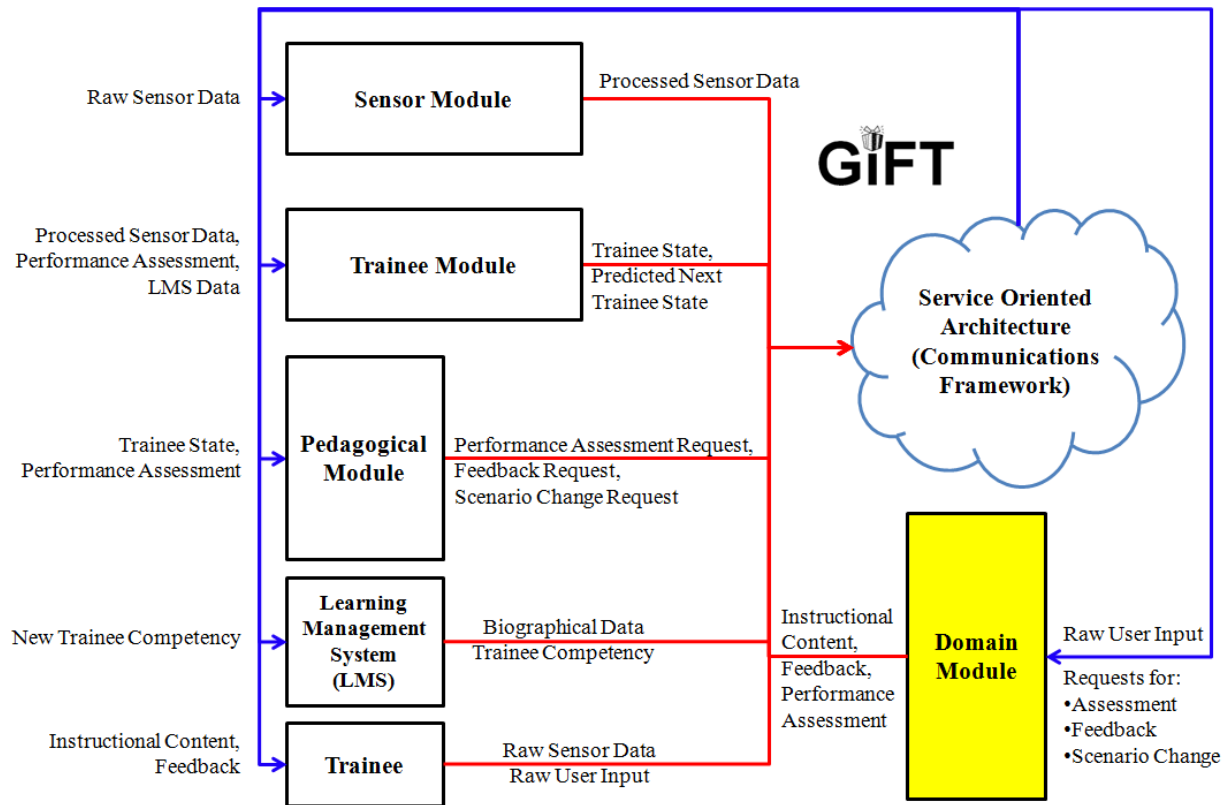 Raw Sensor Data
Sensor Module
Processed Sensor Data
GiFT
Processed Sensor Data,
Performance Assessment,
LMS Data
Trainee Module
Trainee State,
Predicted Next
Trainee State
Service Oriented
Architecture
(Communications
Framework)
Trainee State,
Performance Assessment
Pedagogical
Module
Performance Assessment Request,
Feedback Request,
Scenario Change Request
New Trainee Competency
Learning
Management
System
(LMS)
Biographical Data
Trainee Competency
Instructional
Content,
Feedback,
Performance
Assessment
Domain
Module
Raw User Input
Requests for:
•Assessment
•Feedback
•Scenario Change
Instructional Content,
Feedback
Trainee
Raw Sensor Data
Raw User Input